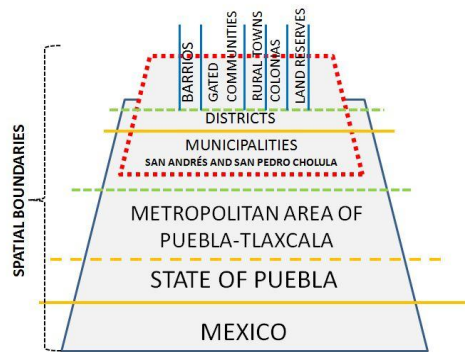 SPATIAL BOUNDARIES
BARRIOS
GATED
COMMUNITIES
RURAL TOWNS
COLONIAS
LAND RESERVES
DISTRICTS
MUNICIPALITIES
SAN ANDRÉS AND SAN PEDRO CHOLULA
METROPOLITAN AREA OF
PUEBLA-TLAXCALA
STATE OF PUEBLA
MEXICO